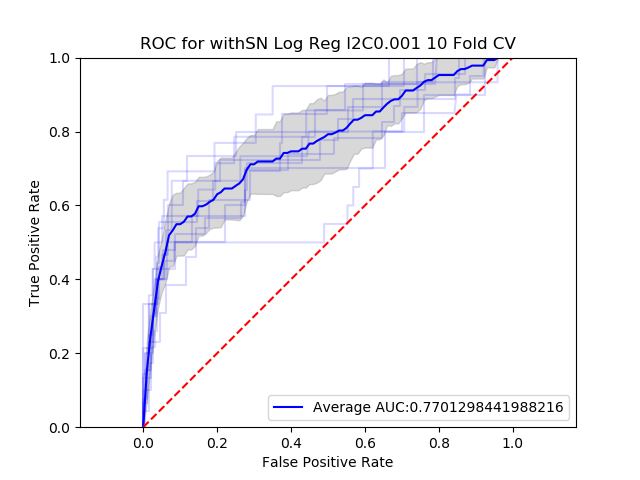 ROC for withSN Log Reg l2C0.001 10 Fold CV
1.0
0.8
0.6
0.4
0.2
0.0
True Positive Rate
Average AUC:0.7701298441988216
0.0 0.2 0.4 0.6 0.8 1.0
False Positive Rate